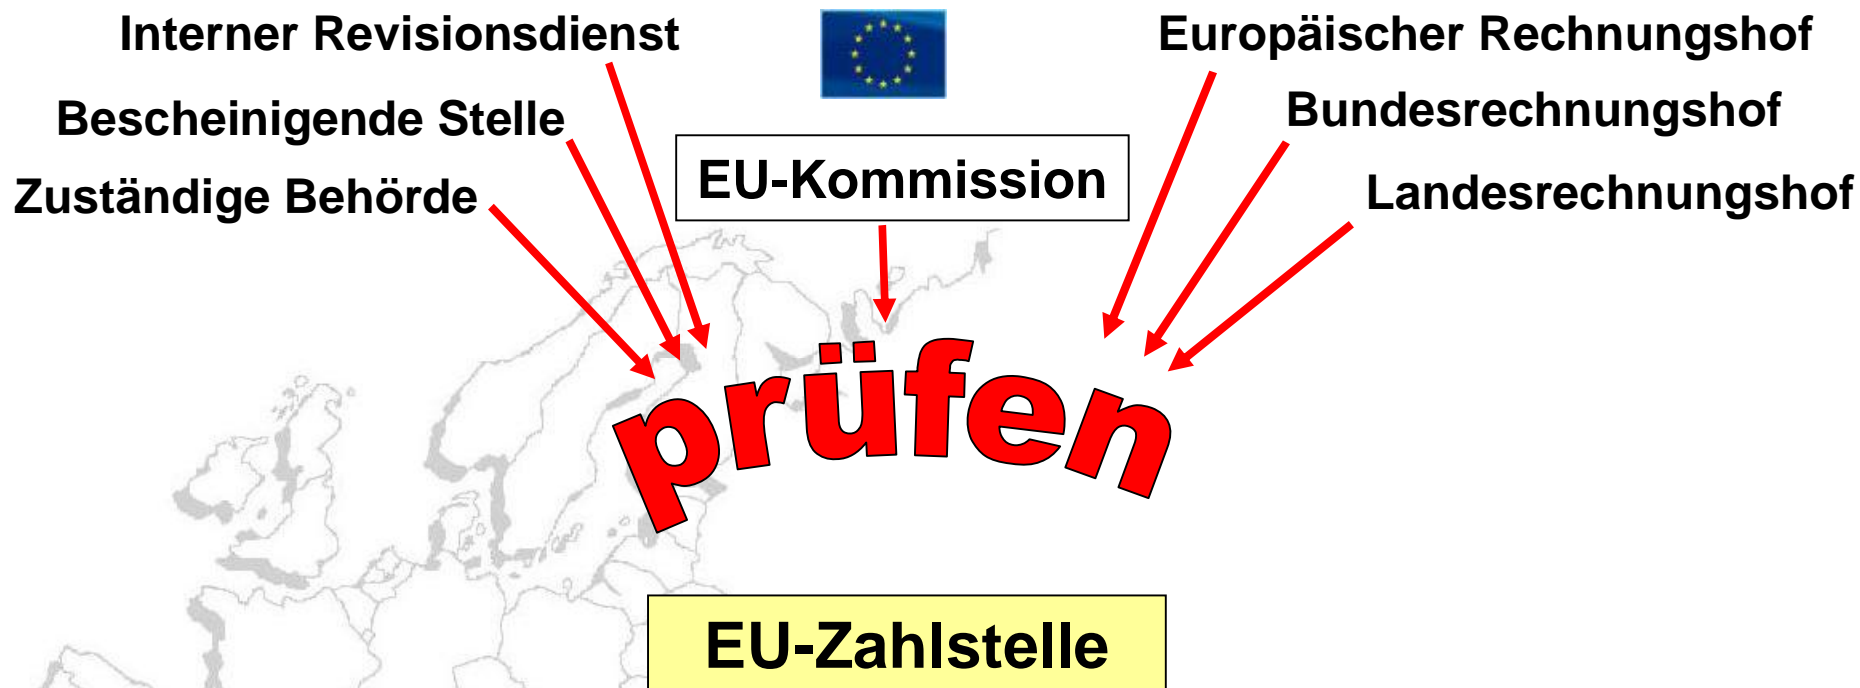 Interner Revisionsdienst
Bescheinigende Stelle
Zuständige Behörde
EU-Kommission
Europäischer Rechnungshof
Bundesrechnungshof
Landesrechnungshof
prüfen
EU-Zahlstelle